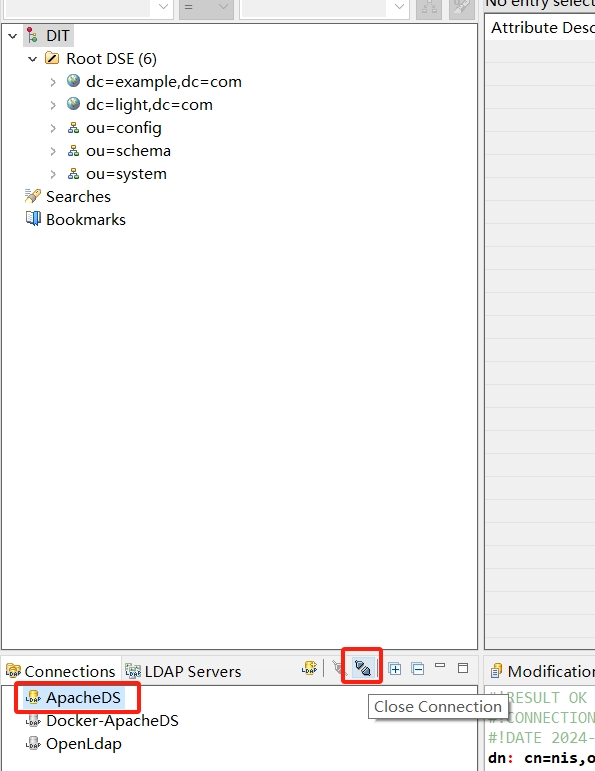 No entry select
=
DIT
Attribute Desc
Root DSE (6)
dc=example,dc=com
dc=light,dc=com
ou=config
ou=schema
ou=system
Searches
Bookmarks
Connections
LDAP Servers
Modification
ApacheDS
Close Connection
Docker-ApacheDS
OpenLdap
#!RESULT OK
#!CONNECTION
#!DATE 2024-
dn: cn=nis,o